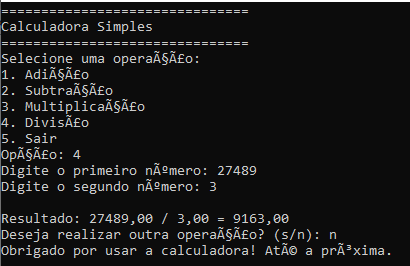 ===============================
Calculadora Simples
===============================
Selecione uma operaÃ§Ã£o:
1. AdiÃ§Ã£o
2. SubtraÃ§Ã£o
3. MultiplicaÃ§Ã£o
4. DivisÃ£o
5. Sair
OpÃ§Ã£o: 4
Digite o primeiro nÃºmero: 27489
Digite o segundo nÃºmero: 3
Resultado: 27489,00 / 3,00 = 9163,00
Deseja realizar outra operaÃ§Ã£o? (s/n): n
Obrigado por usar a calculadora! AtÃ© a prÃ³xima.